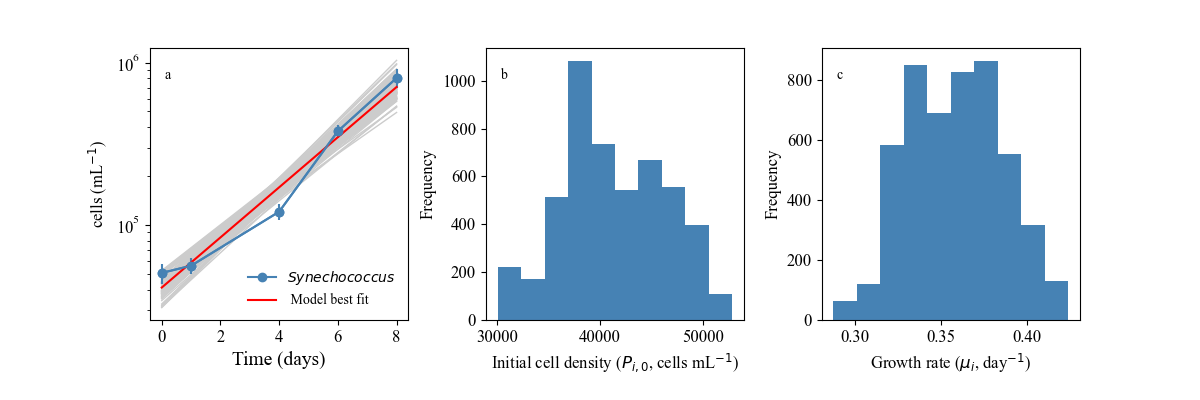 a
10^6
10^5
cells (mL^−1)
0
2
4
6
8
Time (days)
Synechococcus
Model best fit
b
1000
800
600
400
200
0
Frequency
30000
40000
50000
Initial cell density (P_i,0, cells mL^−1)
c
800
600
400
200
0
Frequency
0.30
0.35
0.40
Growth rate (μ_i, day^−1)